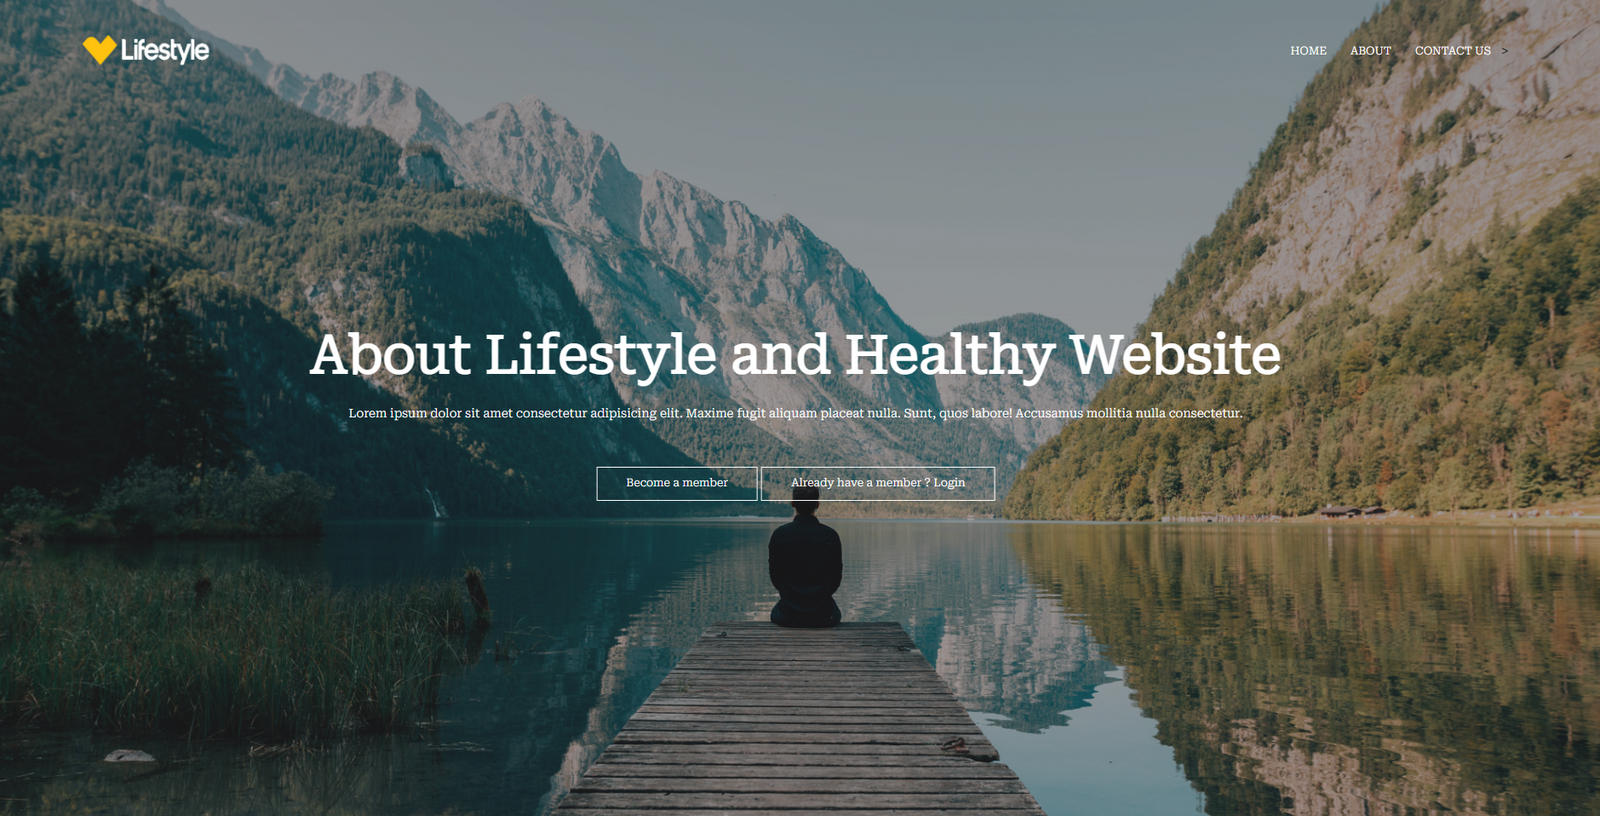 Lifestyle
HOME ABOUT CONTACT US >
About Lifestyle and Healthy Website
Lorem ipsum dolor sit amet consectetur adipisicing elit. Maxime fugit aliquam placeat nulla. Sunt, quos labore! Accusamus mollitia nulla consectetur.
Become a member
Already have a member ? Login